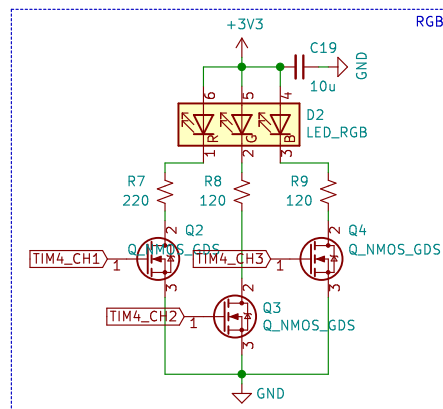 RGB
+3V3
C19
GND
10u
6
5
4
D2
LED_RGB
R
G
B
1
2
3
R7
220
R8
120
R9
120
2
Q2
2
Q4
Q_NMOS_GDS
Q_NMOS_GDS
TIM4_CH1
1
TIM4_CH3
1
3
3
2
Q3
Q_NMOS_GDS
TIM4_CH2
1
3
GND